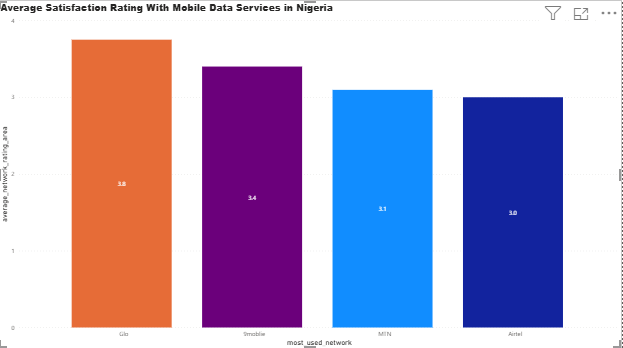 Average Satisfaction Rating With Mobile Data Services in Nigeria
4
3
2
1
0
average_network_rating_area
3.8
3.4
3.1
3.0
Glo
9mobile
MTN
Airtel
most_used_network